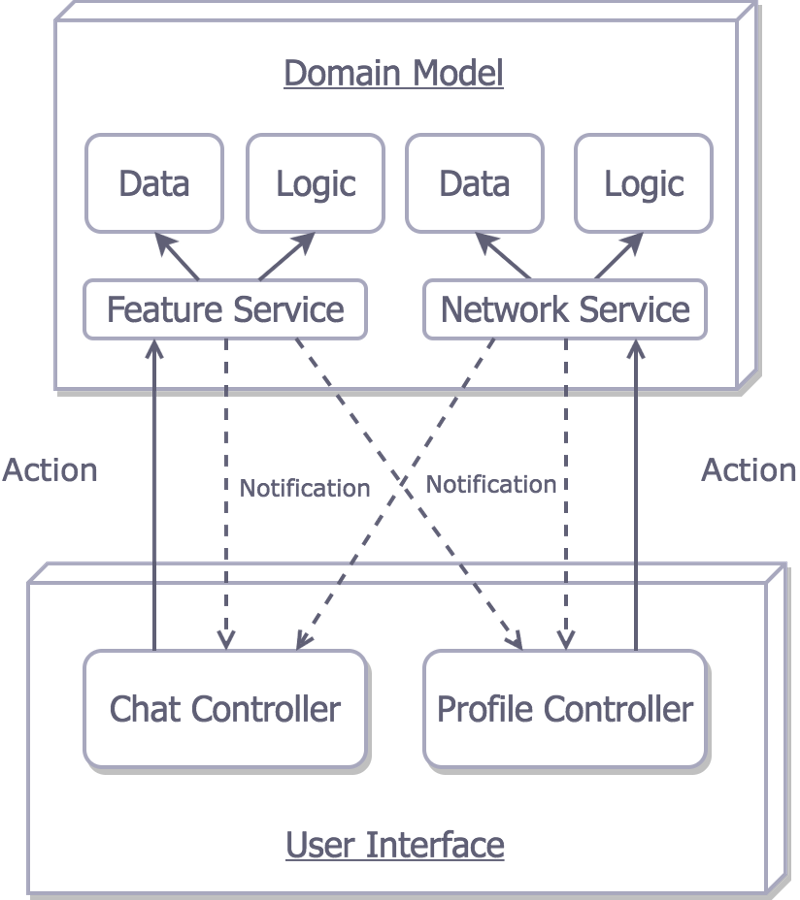 Domain Model
Data
Logic
Data
Logic
Feature Service
Network Service
Action
Notification
Notification
Action
Chat Controller
Profile Controller
User Interface